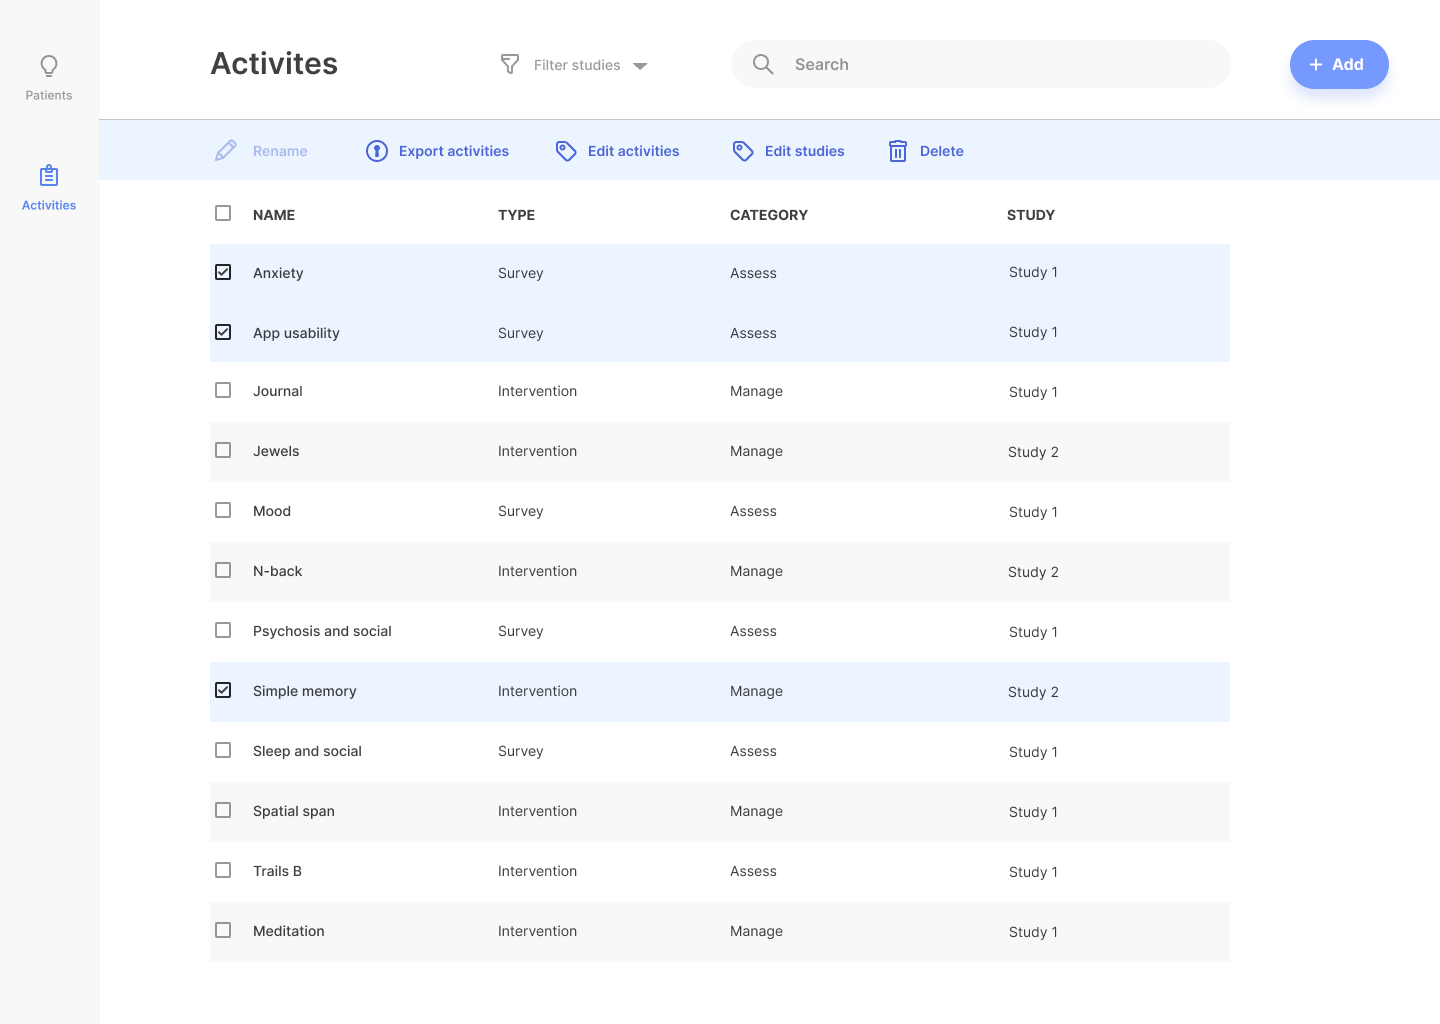 Patients
Activities
Activites
Filter studies
Search
+ Add
Rename
Export activities
Edit activities
Edit studies
Delete
NAME TYPE CATEGORY STUDY
Anxiety Survey Assess Study 1
App usability Survey Assess Study 1
Journal Intervention Manage Study 1
Jewels Intervention Manage Study 2
Mood Survey Assess Study 1
N-back Intervention Manage Study 2
Psychosis and social Survey Assess Study 1
Simple memory Intervention Manage Study 2
Sleep and social Survey Assess Study 1
Spatial span Intervention Manage Study 1
Trails B Intervention Assess Study 1
Meditation Intervention Manage Study 1